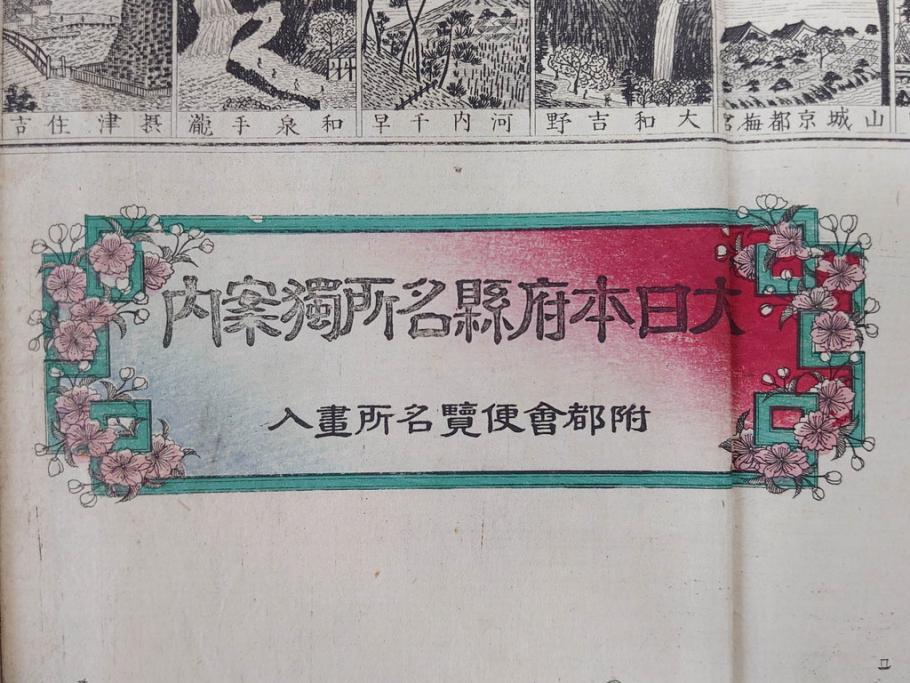 山城京都梅宮
大和吉野
河内千早
和泉手瀧
摂津住吉
大日本府縣名所獨案内
附都會便覽名所畫入